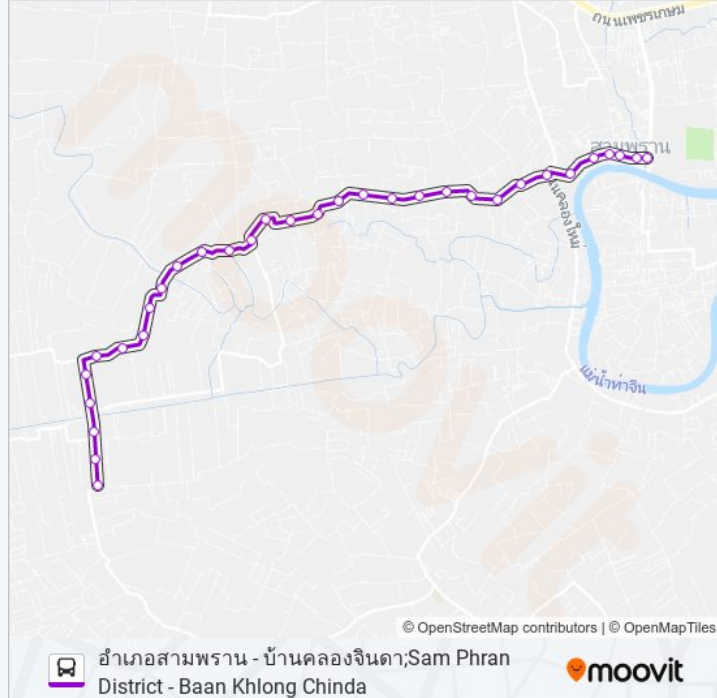 ถนนเพชรเกษม
สามพราน
นคลองใหม่
แม่น้ำท่าจีน
moovit
© OpenStreetMap contributors | © OpenMapTiles
อำเภอสามพราน - บ้านคลองจินดา;Sam Phran
District - Baan Khlong Chinda
moovit